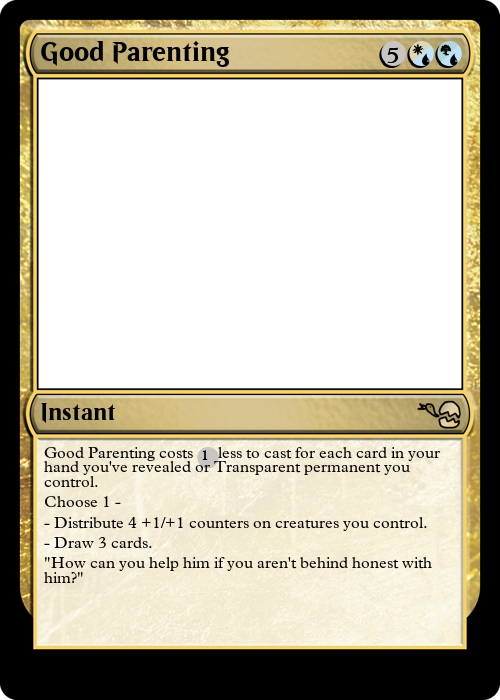 Good Parenting 5
Instant
Good Parenting costs 1 less to cast for each card in your
hand you've revealed or Transparent permanent you
control.
Choose 1 -
- Distribute 4 +1/+1 counters on creatures you control.
- Draw 3 cards.
"How can you help him if you aren't behind honest with
him?"